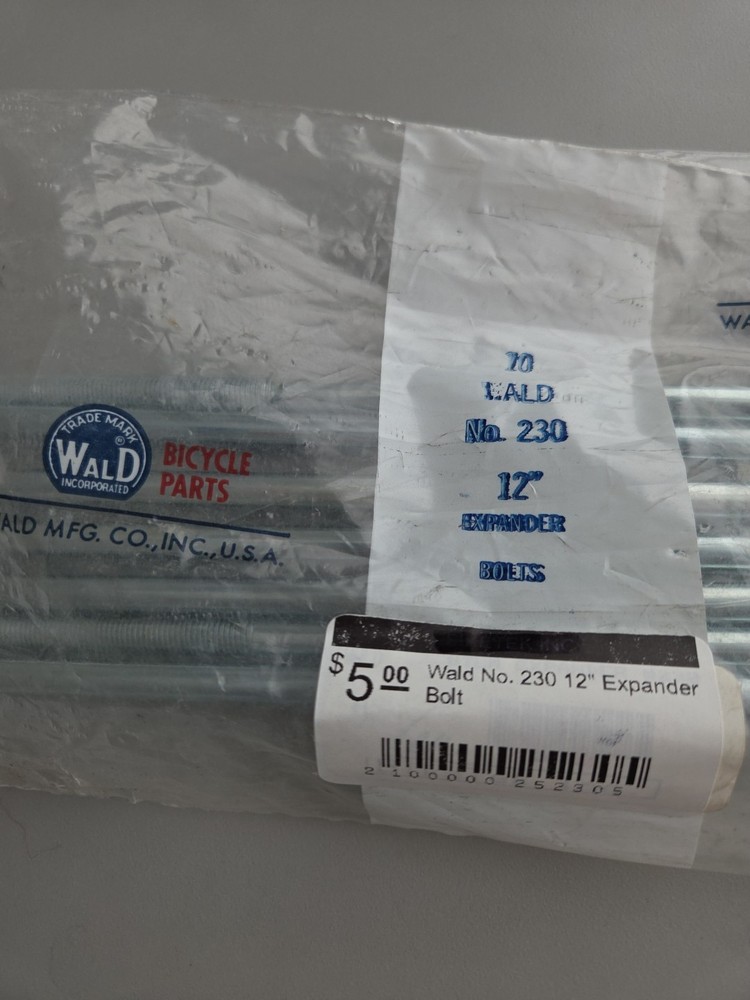 TRADE MARK
®
WALD
INCORPORATED
BICYCLE
PARTS
ALD MFG. CO., INC., U.S.A.
WA
10
WALD
No. 230
12"
EXPANDER
BOLTS
$5.00 Wald No. 230 12" Expander
Bolt
2 100000 252305